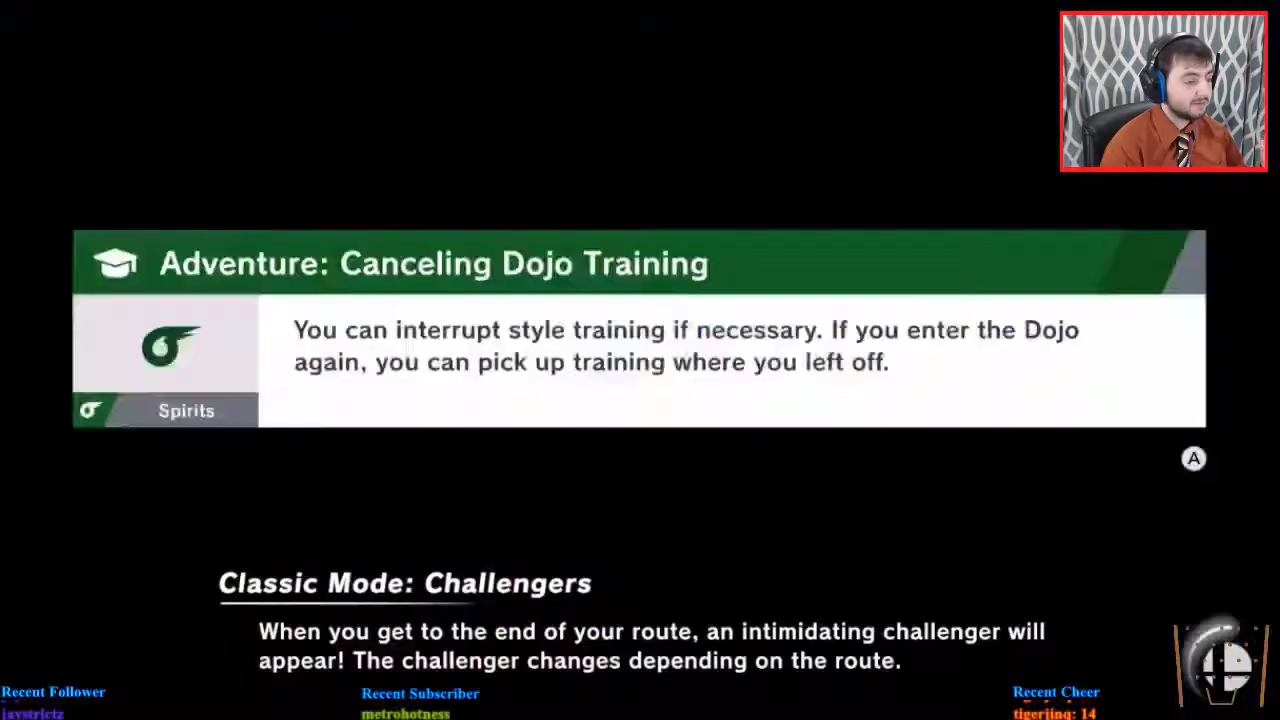 Adventure: Canceling Dojo Training
You can interrupt style training if necessary. If you enter the Dojo
again, you can pick up training where you left off.
Spirits
A
Classic Mode: Challengers
When you get to the end of your route, an intimidating challenger will
appear! The challenger changes depending on the route.
Recent Follower
Recent Subscriber
Recent Cheer
jaystrictz
metrohotness
tigerjinq: 14